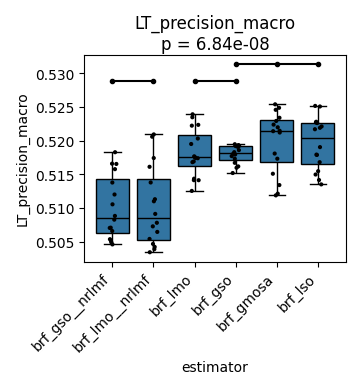 LT_precision_macro
p = 6.84e-08
LT_precision_macro
0.530
0.525
0.520
0.515
0.510
0.505
brf_gso__nrlmf
brf_lmo__nrlmf
brf_lmo
brf_gso
brf_gmosa
brf_lso
estimator